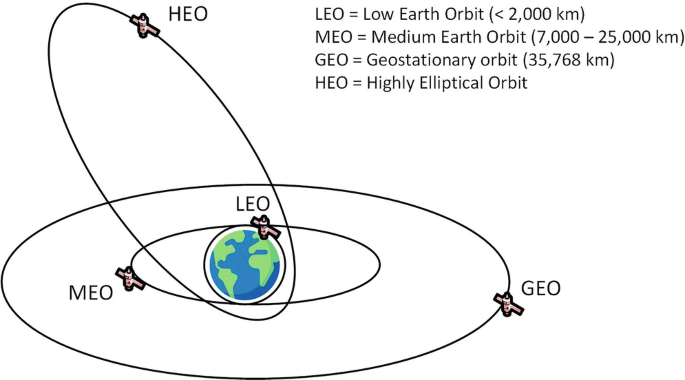 HEO
LEO = Low Earth Orbit (< 2,000 km)
MEO = Medium Earth Orbit (7,000 – 25,000 km)
GEO = Geostationary orbit (35,768 km)
HEO = Highly Elliptical Orbit
LEO
MEO
GEO